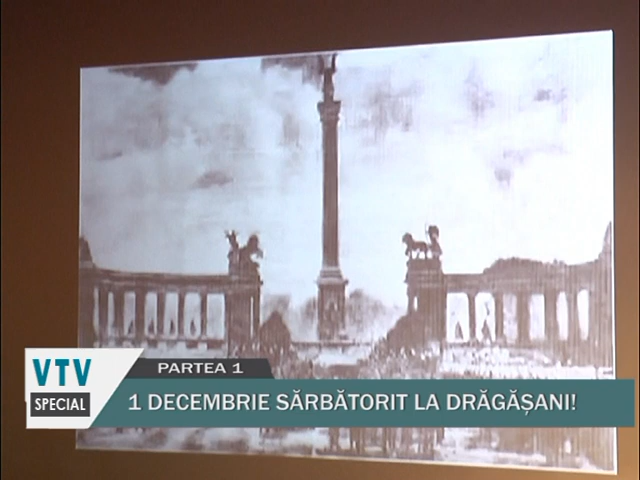 PARTEA 1
VTV
SPECIAL
1 DECEMBRIE SĂRBĂTORIT LA DRĂGĂȘANI!